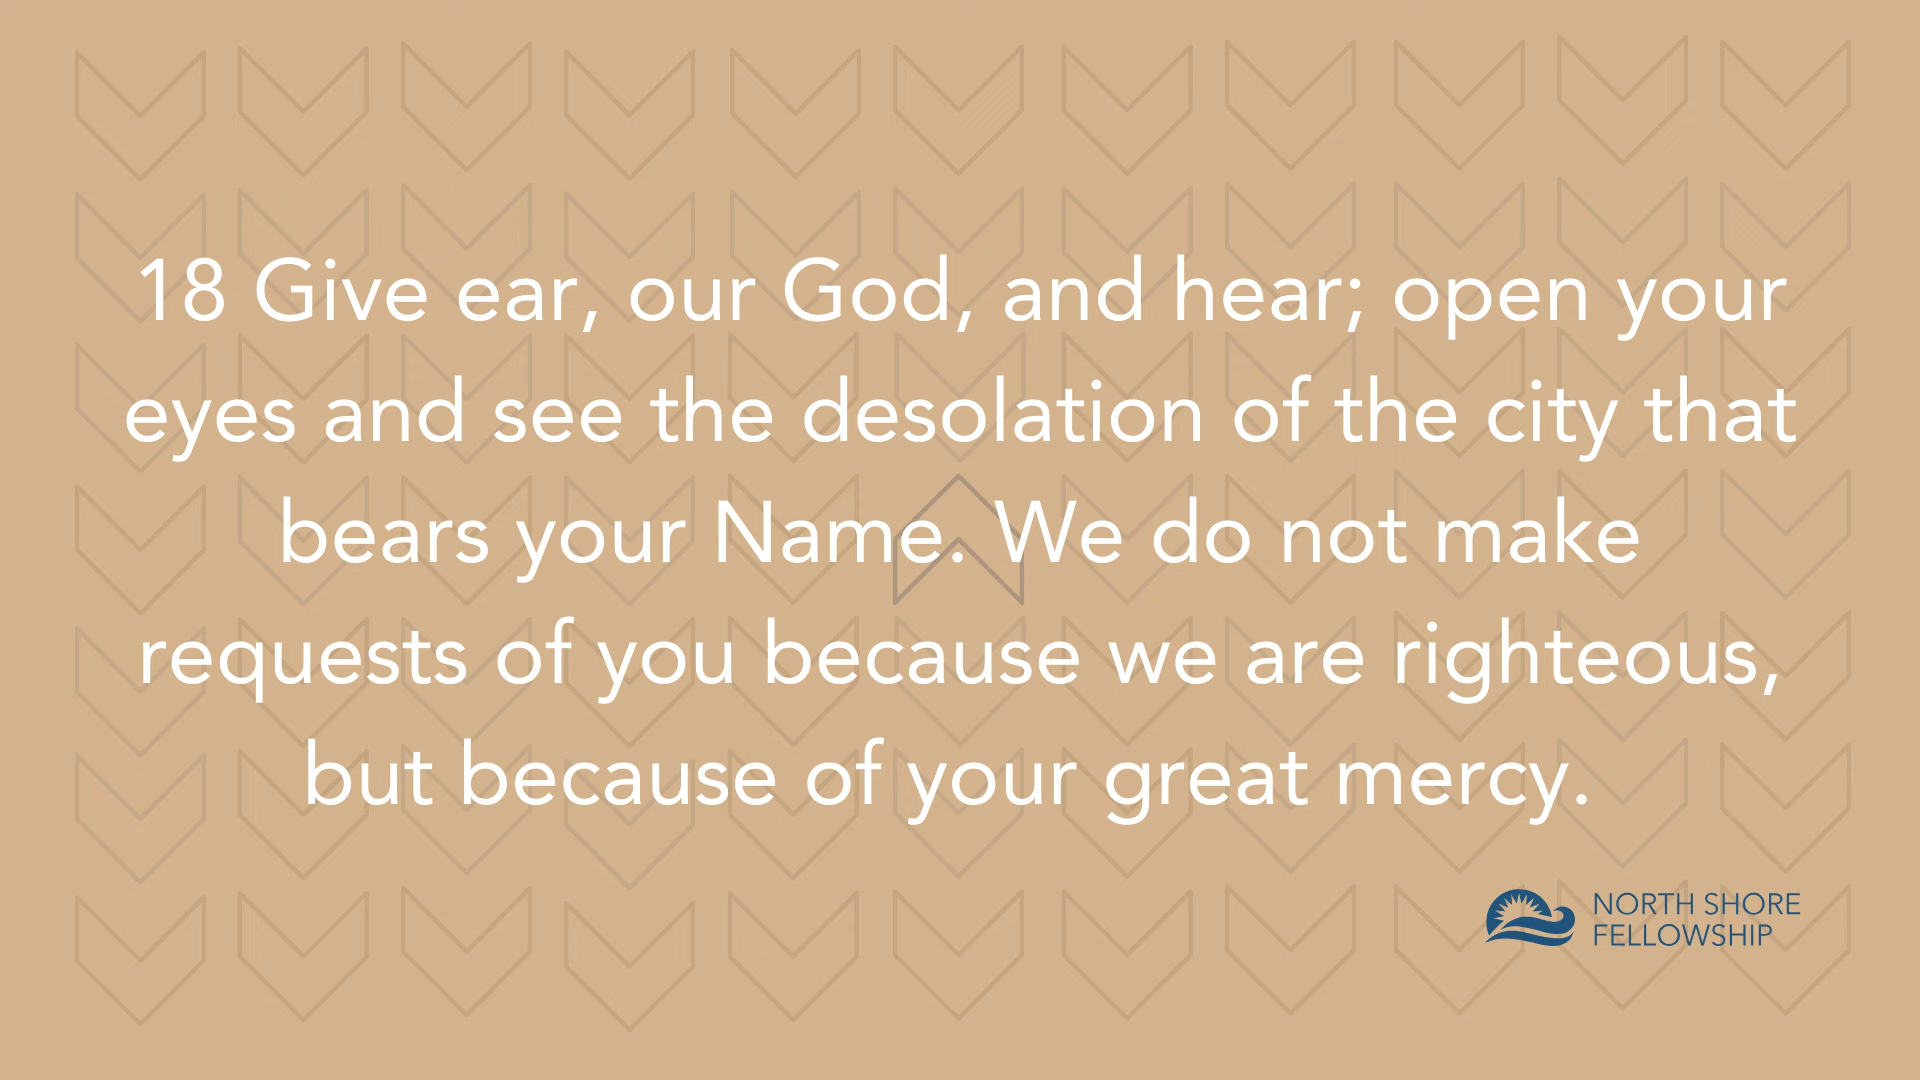 18 Give ear, our God, and hear; open your
eyes and see the desolation of the city that
bears your Name. We do not make
requests of you because we are righteous,
but because of your great mercy.
NORTH SHORE
FELLOWSHIP